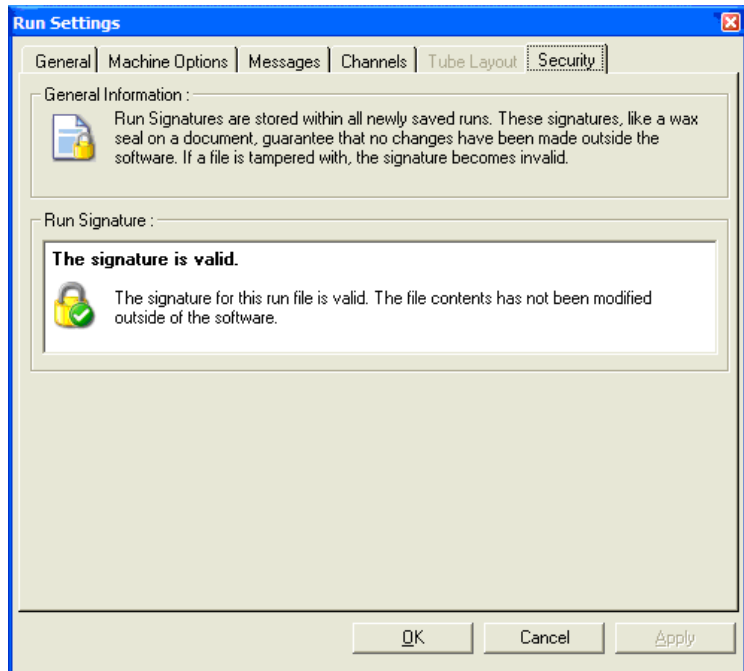 Run Settings
General Machine Options Messages Channels Tube Layout Security
General Information :
Run Signatures are stored within all newly saved runs. These signatures, like a wax
seal on a document, guarantee that no changes have been made outside the
software. If a file is tampered with, the signature becomes invalid.
Run Signature :
The signature is valid.
The signature for this run file is valid. The file contents has not been modified
outside of the software.
OK Cancel Apply